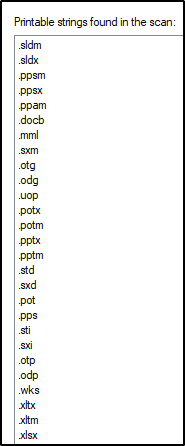 Printable strings found in the scan:
.sldm
.sldx
.ppsm
.ppsx
.ppam
.docb
.mml
.sxm
.otg
.odg
.uop
.potx
.potm
.pptx
.pptm
.std
.sxd
.pot
.pps
.sti
.sxi
.otp
.odp
.wks
.xltx
.xltm
.xlsx